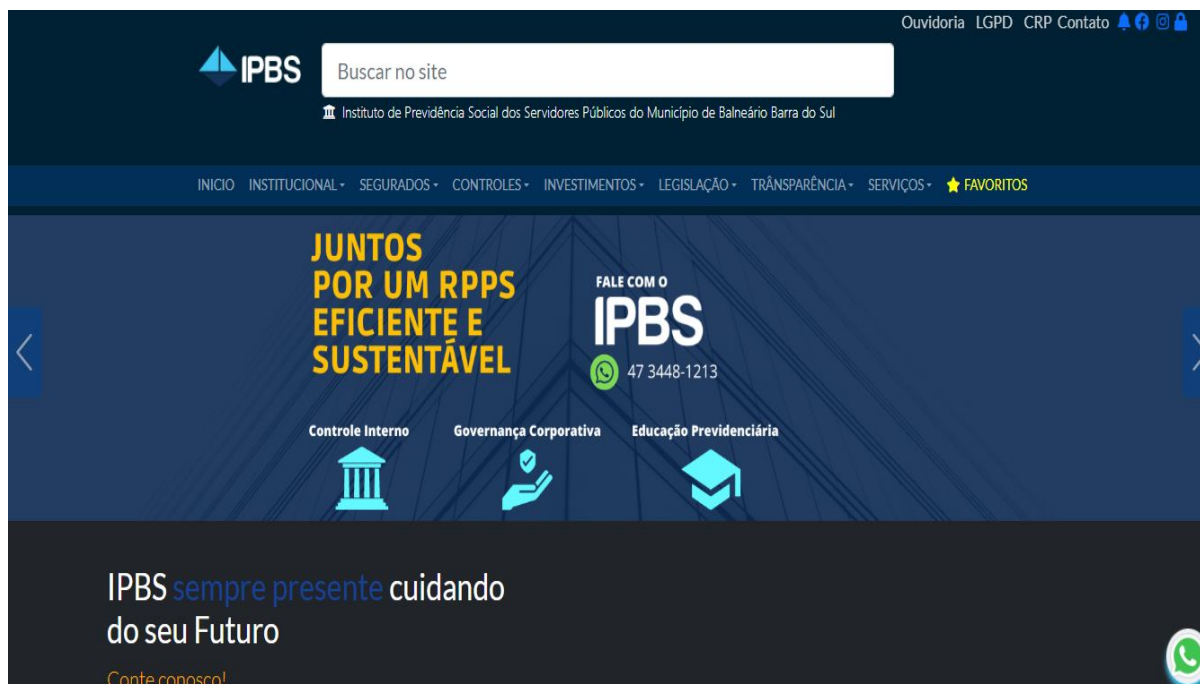 Ouvidoria LGPD CRP Contato
IPBS
Buscar no site
Instituto de Previdência Social dos Servidores Públicos do Município de Balneário Barra do Sul
INICIO INSTITUCIONAL SEGURADOS CONTROLES INVESTIMENTOS LEGISLAÇÃO TRÂNSPARÊNCIA SERVIÇOS FAVORITOS
JUNTOS
POR UM RPPS
EFICIENTE E
SUSTENTÁVEL
FALE COM O
IPBS
47 3448-1213
Controle Interno Governança Corporativa Educação Previdenciária
IPBS sempre presente cuidando
do seu Futuro
Conte conosco!